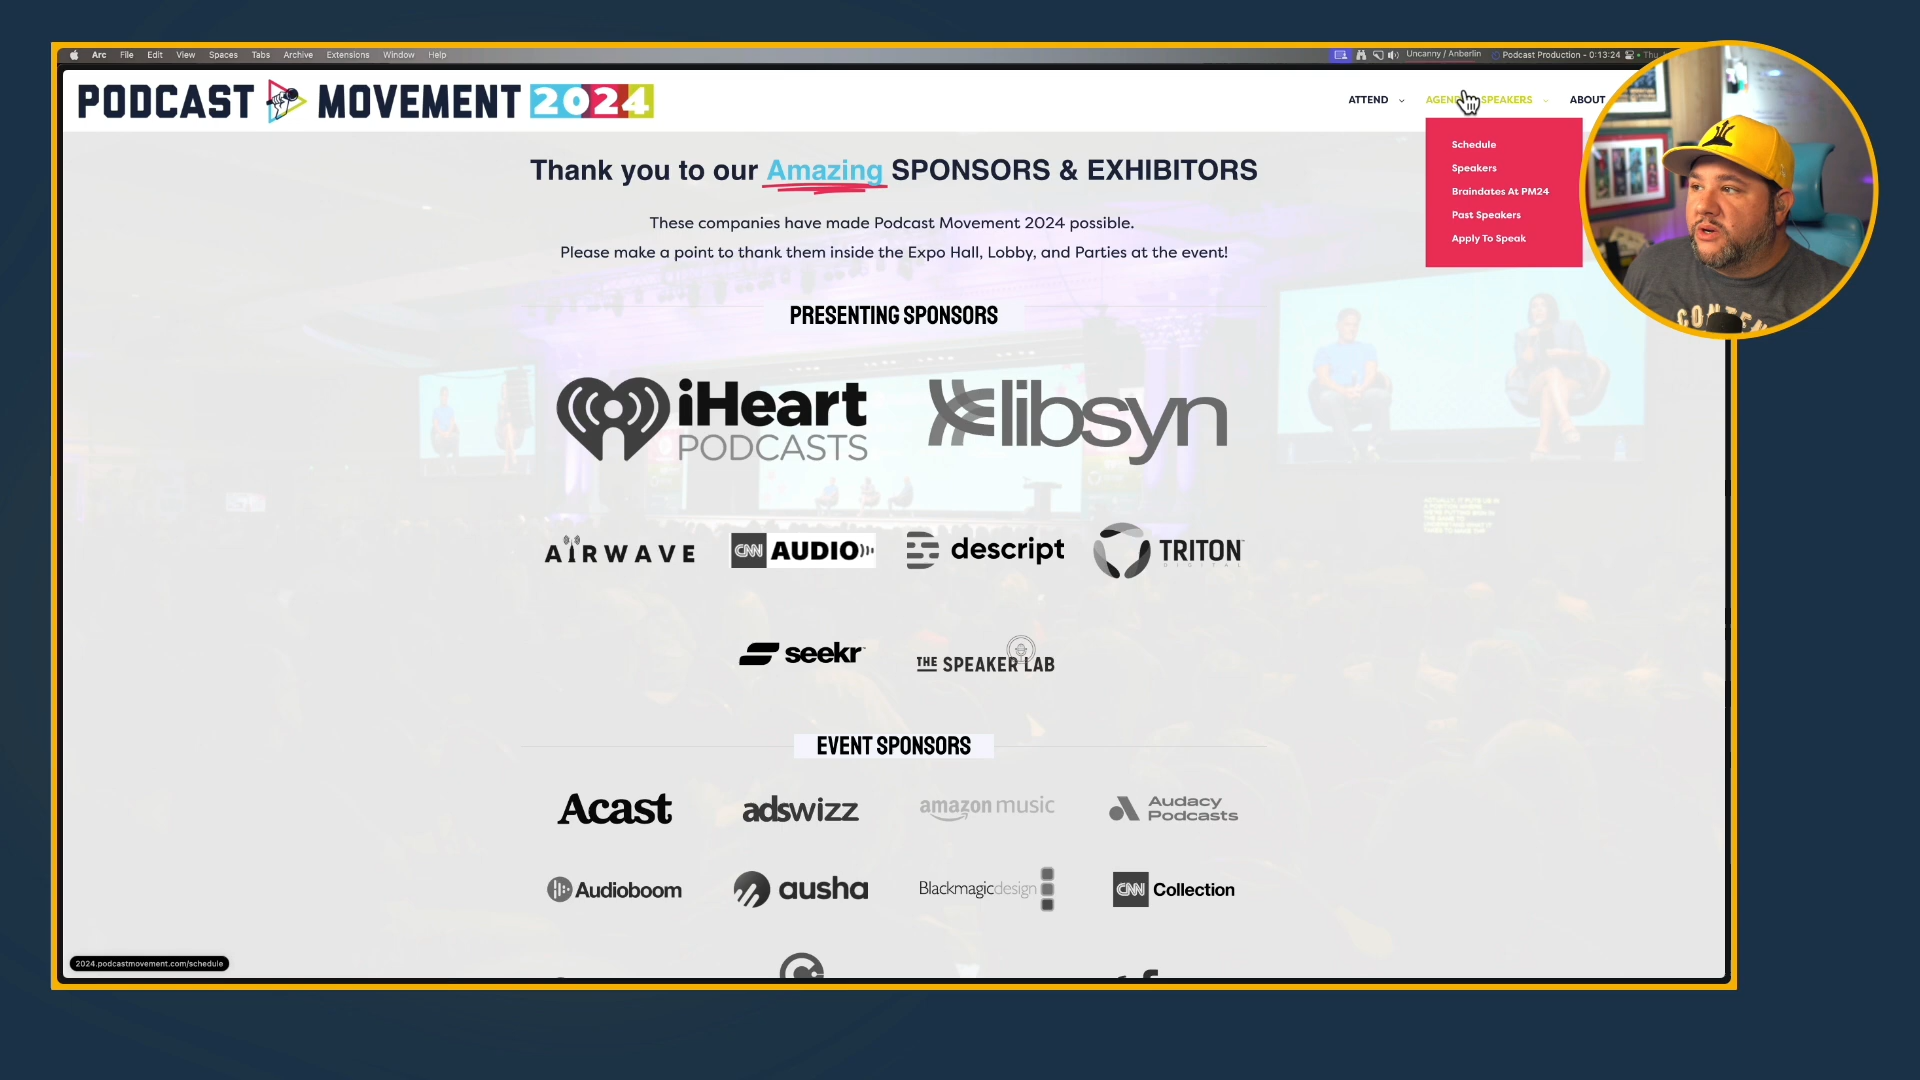 Arc File Edit View Spaces Tabs Archive Extensions Window Help
Uncanny / Anberlin Podcast Production - 0:13:24 Thu
PODCAST MOVEMENT 2024
ATTEND SPEAKERS ABOUT
Schedule
Speakers
Braindates At PM24
Past Speakers
Apply To Speak
Thank you to our Amazing SPONSORS & EXHIBITORS
These companies have made Podcast Movement 2024 possible.
Please make a point to thank them inside the Expo Hall, Lobby, and Parties at the event!
PRESENTING SPONSORS
iHeart
PODCASTS
libsyn
AIRWAVE
CNN AUDIO
descript
TRITON
DIGITAL
seekr
THE SPEAKER LAB
EVENT SPONSORS
Acast
adswizz
amazon music
Audacy
Podcasts
Audioboom
ausha
Blackmagicdesign
CNN Collection
2024.podcastmovement.com/schedule